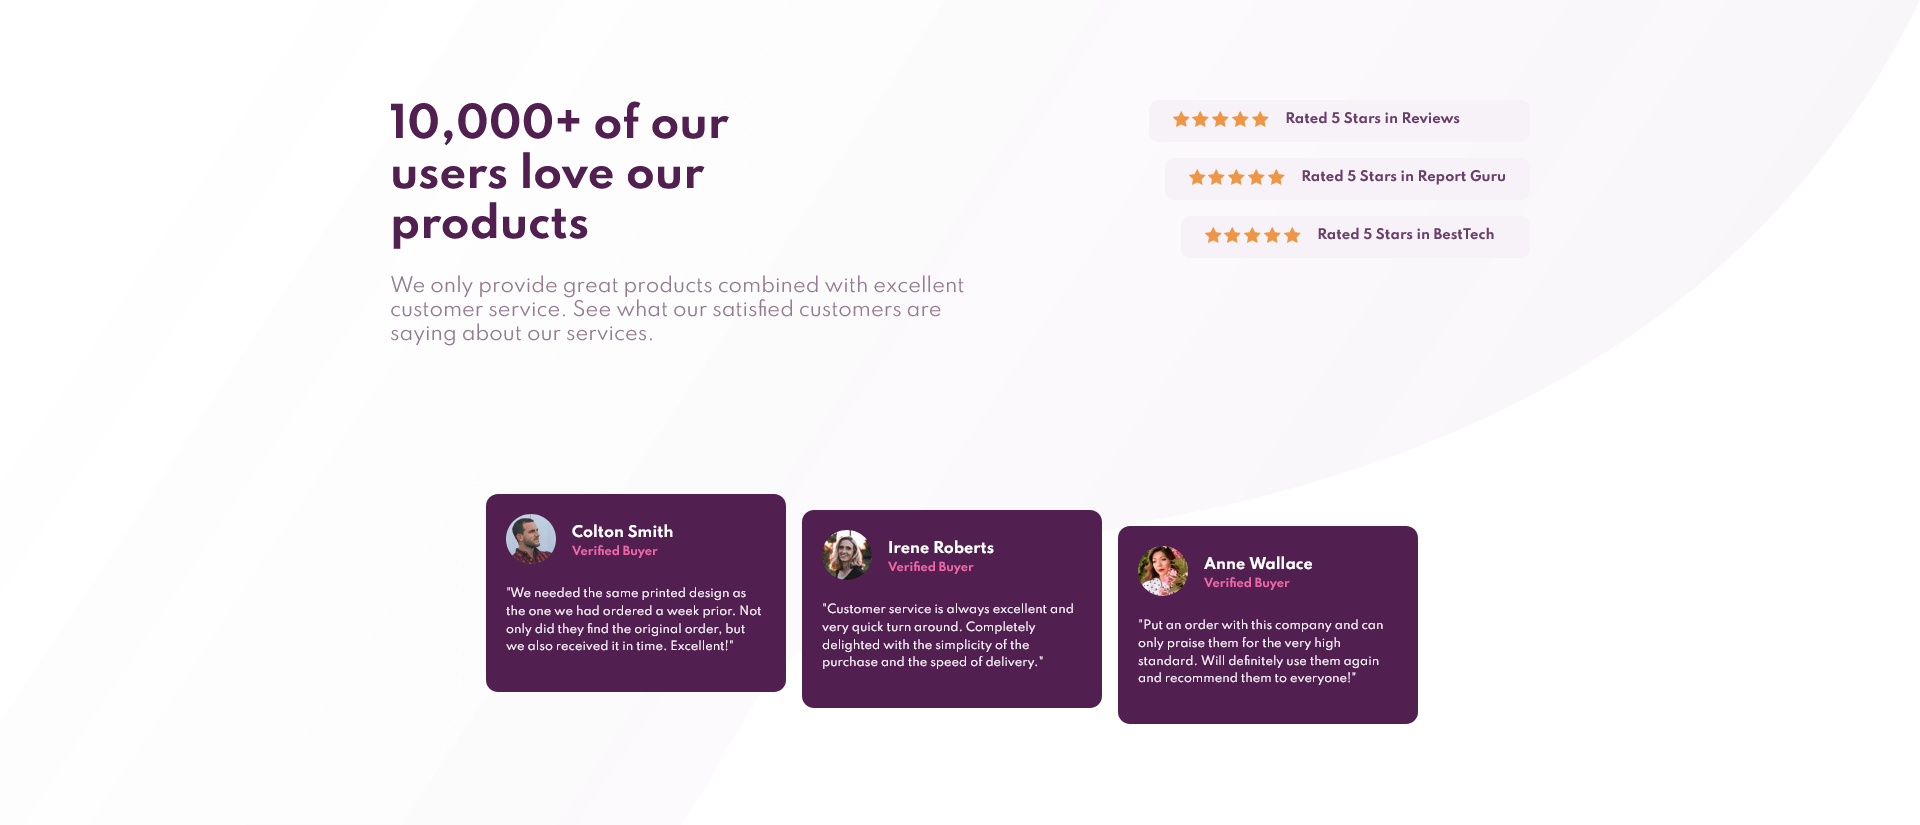 10,000+ of our
users love our
products
We only provide great products combined with excellent
customer service. See what our satisfied customers are
saying about our services.
Rated 5 Stars in Reviews
Rated 5 Stars in Report Guru
Rated 5 Stars in BestTech
Colton Smith
Verified Buyer
"We needed the same printed design as
the one we had ordered a week prior. Not
only did they find the original order, but
we also received it in time. Excellent!"
Irene Roberts
Verified Buyer
"Customer service is always excellent and
very quick turn around. Completely
delighted with the simplicity of the
purchase and the speed of delivery."
Anne Wallace
Verified Buyer
"Put an order with this company and can
only praise them for the very high
standard. Will definitely use them again
and recommend them to everyone!"